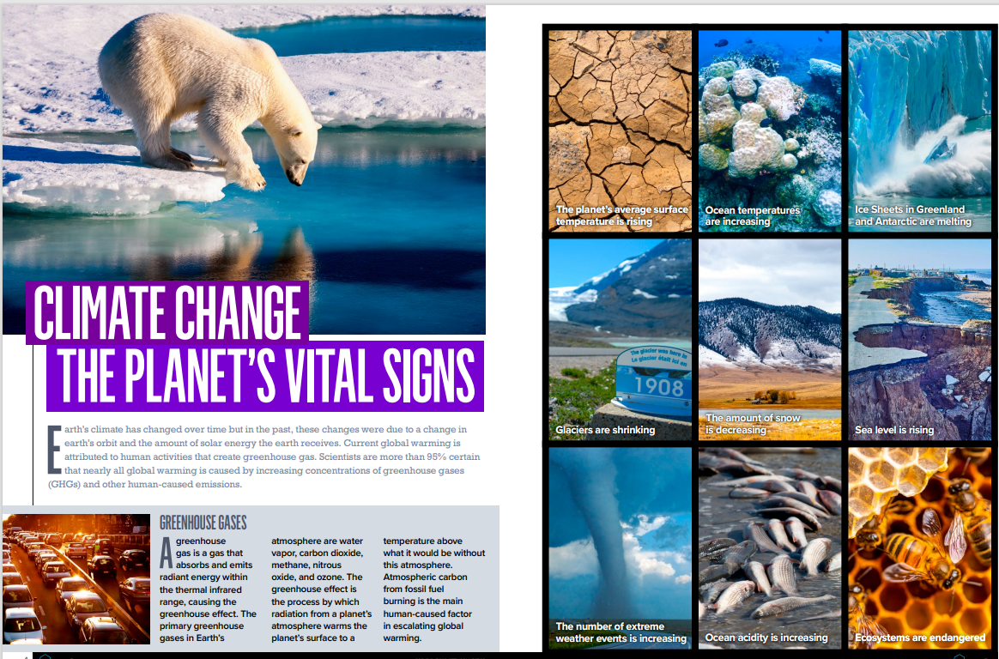 CLIMATE CHANGE
THE PLANET'S VITAL SIGNS
Earth's climate has changed over time but in the past, these changes were due to a change in
earth's orbit and the amount of solar energy the earth receives. Current global warming is
attributed to human activities that create greenhouse gas. Scientists are more than 95% certain
that nearly all global warming is caused by increasing concentrations of greenhouse gases
(GHGs) and other human-caused emissions.
GREENHOUSE GASES
A greenhouse
gas is a gas that
absorbs and emits
radiant energy within
the thermal infrared
range, causing the
greenhouse effect. The
primary greenhouse
gases in Earth's
atmosphere are water
vapor, carbon dioxide,
methane, nitrous
oxide, and ozone. The
greenhouse effect is
the process by which
radiation from a planet's
atmosphere warms the
planet's surface to a
temperature above
what it would be without
this atmosphere.
Atmospheric carbon
from fossil fuel
burning is the main
human-caused factor
in escalating global
warming.
The planet's average surface
temperature is rising
Ocean temperatures
are increasing
Ice Sheets in Greenland
and Antarctic are melting
The glacier was here in
Le glacier était ici en
1908
Glaciers are shrinking
The amount of snow
is decreasing
Sea level is rising
The number of extreme
weather events is increasing
Ocean acidity is increasing
Ecosystems are endangered